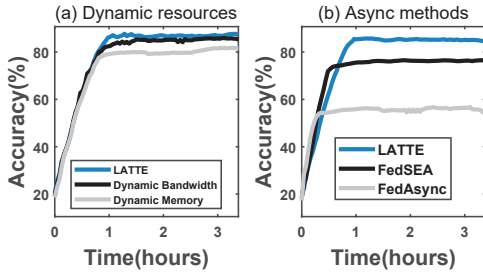 (a) Dynamic resources
Accuracy(%)
80
60
40
20
LATTE
Dynamic Bandwidth
Dynamic Memory
0 1 2 3
Time(hours)
(b) Async methods
Accuracy(%)
80
60
40
20
LATTE
FedSEA
FedAsync
0 1 2 3
Time(hours)